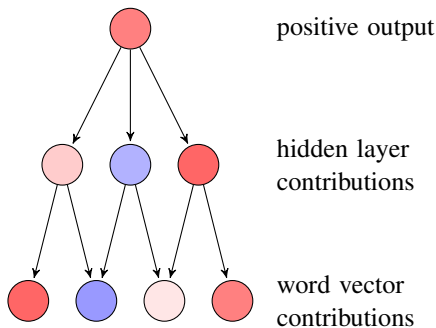 positive output
hidden layer
contributions
word vector
contributions